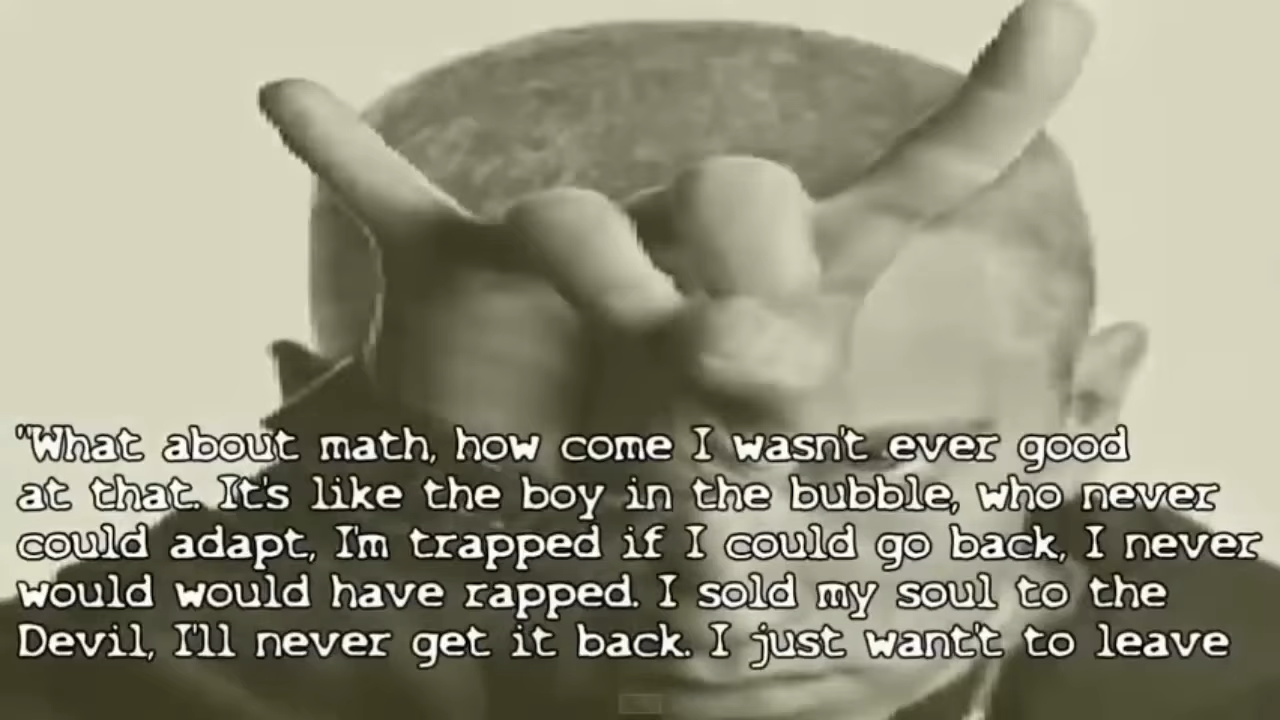 "What about math, how come I wasn't ever good
at that. It's like the boy in the bubble, who never
could adapt, I'm trapped if I could go back, I never
would would have rapped. I sold my soul to the
Devil, I'll never get it back. I just want't to leave